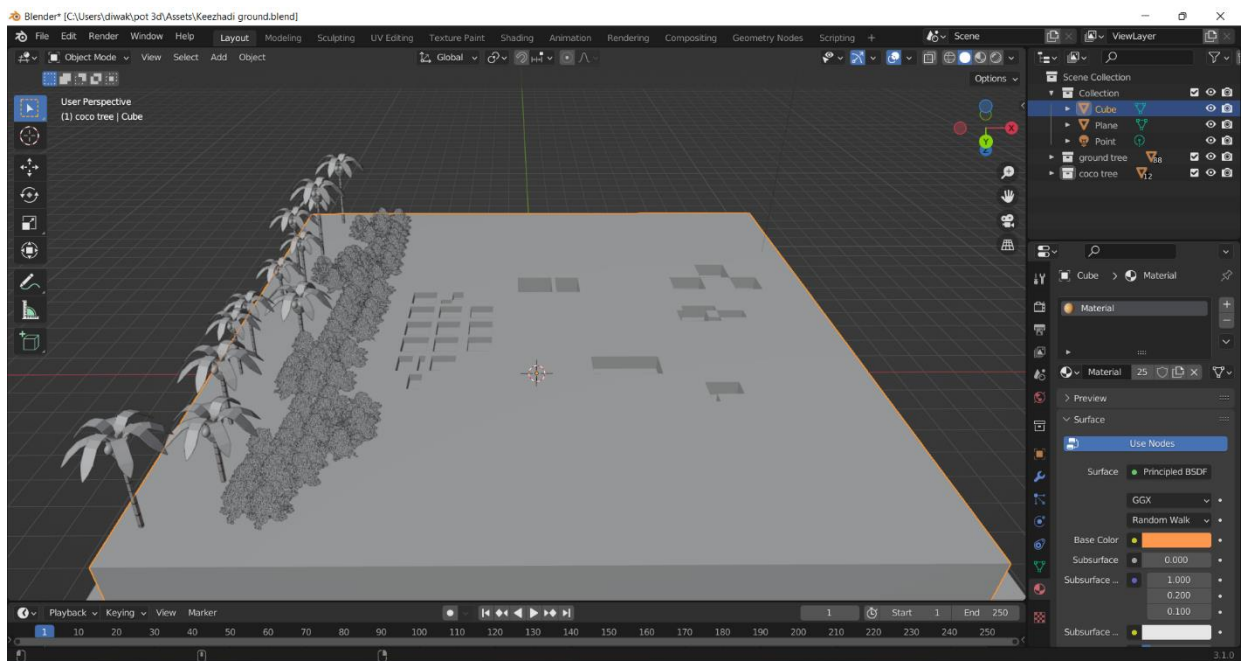 Blender* [C:\Users\diwak\pot 3d\Assets\Keezhadi ground.blend]
File Edit Render Window Help Layout Modeling Sculpting UV Editing Texture Paint Shading Animation Rendering Compositing Geometry Nodes Scripting + Scene ViewLayer
Object Mode View Select Add Object Global
Options
User Perspective
(1) coco tree | Cube
X
Y
Z
Scene Collection
Collection
Cube
Plane
Point
ground tree 88
coco tree 12
Cube > Material
Material
Material 25
Preview
Surface
Use Nodes
Surface Principled BSDF
GGX
Random Walk
Base Color
Subsurface 0.000
Subsurface ... 1.000
0.200
0.100
Subsurface ...
Playback Keying View Marker 1 Start 1 End 250
1 10 20 30 40 50 60 70 80 90 100 110 120 130 140 150 160 170 180 190 200 210 220 230 240 250
3.1.0